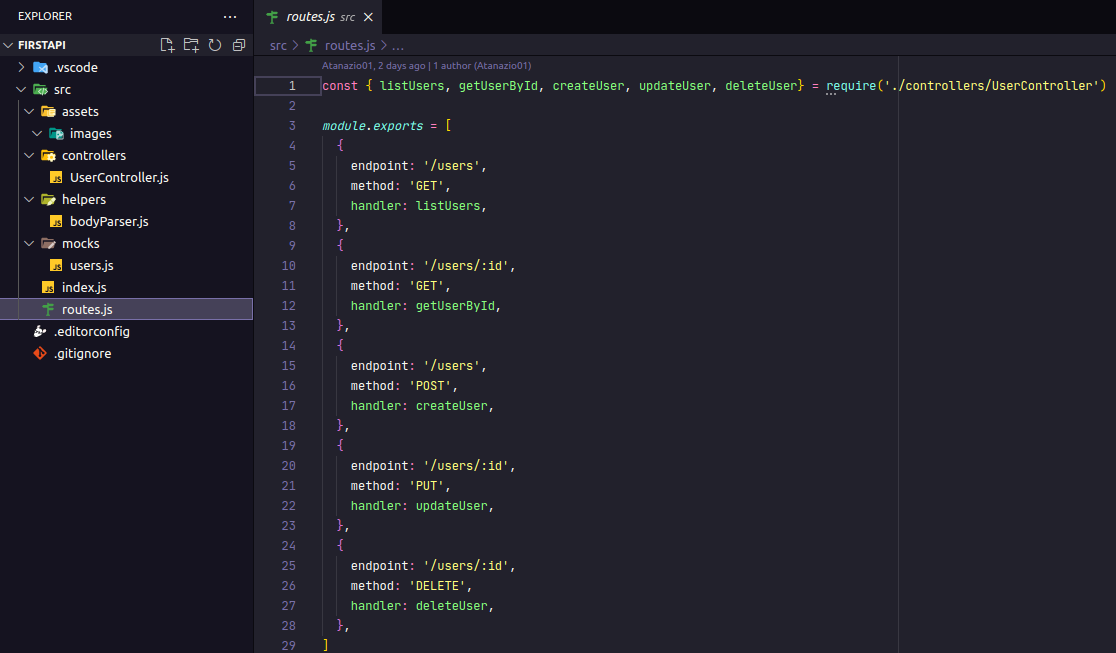 EXPLORER
...
FIRSTAPI
.vscode
src
assets
images
controllers
JS UserController.js
helpers
JS bodyParser.js
mocks
JS users.js
JS index.js
routes.js
.editorconfig
.gitignore
routes.js src
src > routes.js > ...
Atanazio01, 2 days ago | 1 author (Atanazio01)
1 const { listUsers, getUserById, createUser, updateUser, deleteUser} = require('./controllers/UserController')
2
3 module.exports = [
4 {
5 endpoint: '/users',
6 method: 'GET',
7 handler: listUsers,
8 },
9 {
10 endpoint: '/users/:id',
11 method: 'GET',
12 handler: getUserById,
13 },
14 {
15 endpoint: '/users',
16 method: 'POST',
17 handler: createUser,
18 },
19 {
20 endpoint: '/users/:id',
21 method: 'PUT',
22 handler: updateUser,
23 },
24 {
25 endpoint: '/users/:id',
26 method: 'DELETE',
27 handler: deleteUser,
28 },
29 ]